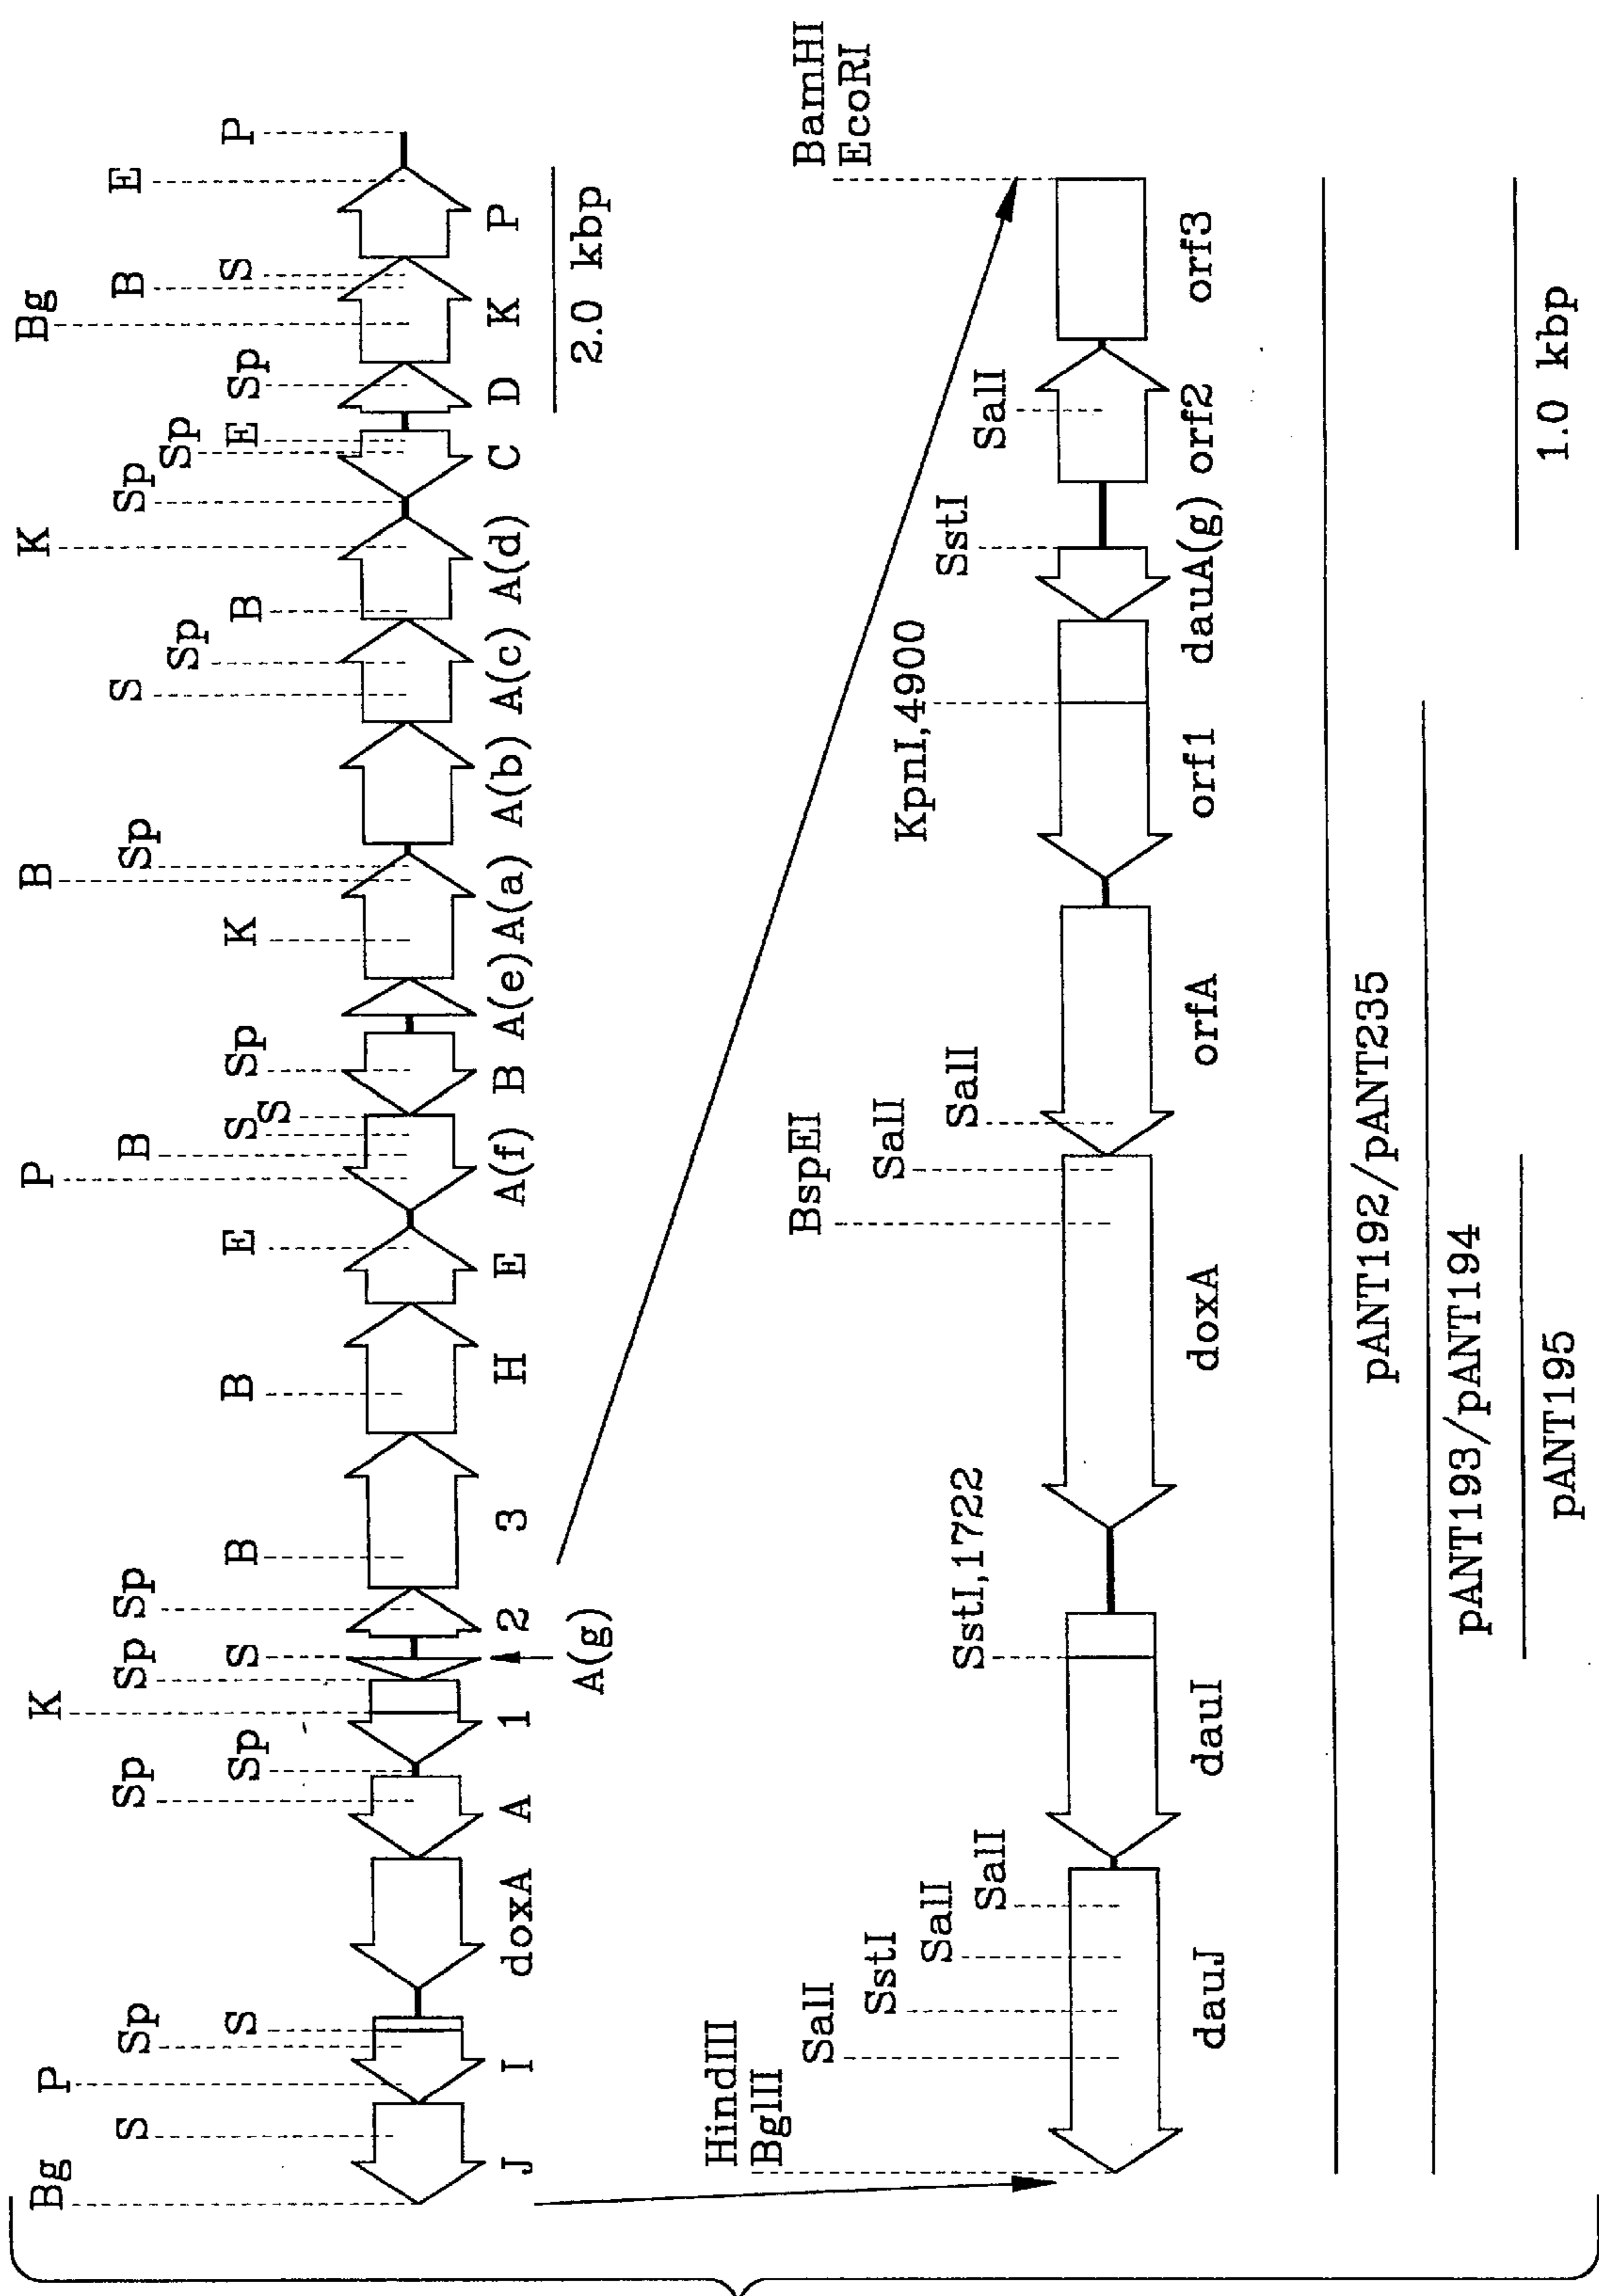 Bg B S E P
K Sp Sp E Sp
B Sp S Sp B
P B S S Sp K
B B E
K Sp S Sp
Bg S P Sp S Sp Sp
J I doxA A 1 2 3 H E A(f) B A(e) A(a) A(b) A(c) A(d) C D K P
A(g)
2.0 kbp
BamHI
EcoRI
HindIII
BglII
SalI SstI SalI SalI
SstI,1722
BspEI SalI SalI
KpnI,4900
SstI SalI
dauJ dauI doxA orfA orf1 dauA(g) orf2 orf3
pANT192/pANT235
pANT193/pANT194
pANT195
1.0 kbp